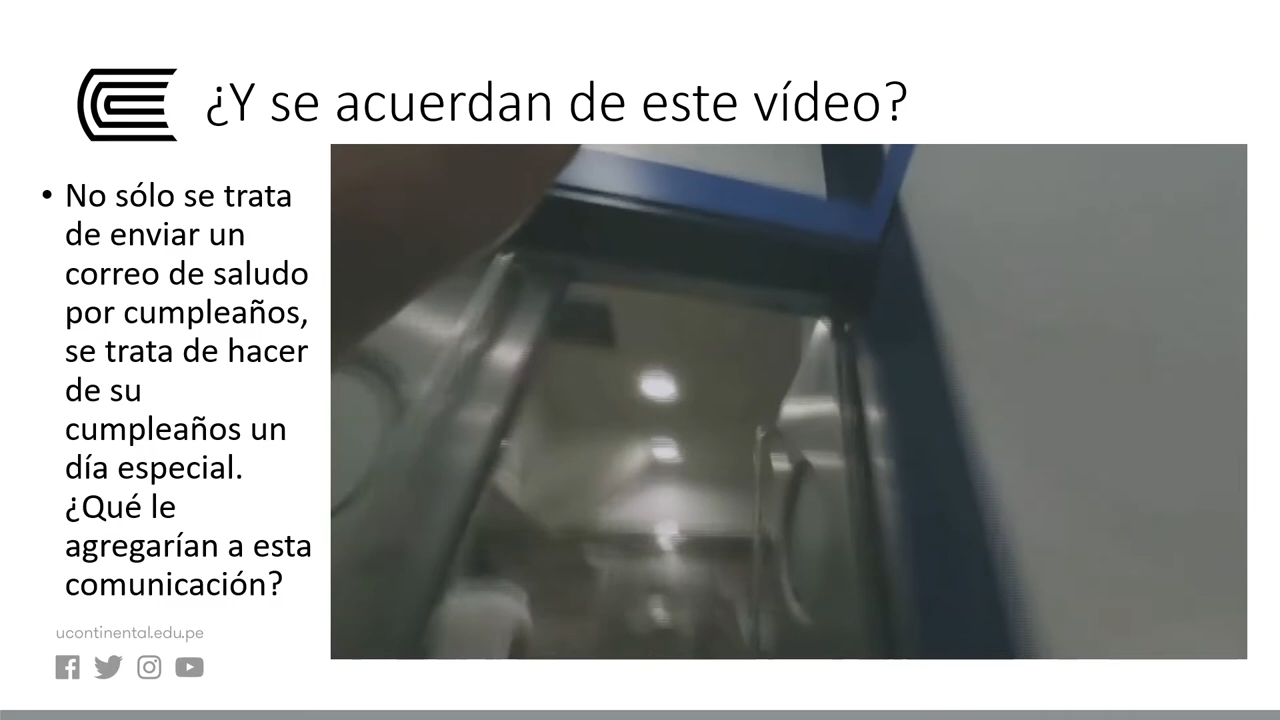 ¿Y se acuerdan de este vídeo?
• No sólo se trata
de enviar un
correo de saludo
por cumpleaños,
se trata de hacer
de su
cumpleaños un
día especial.
¿Qué le
agregarían a esta
comunicación?
ucontinental.edu.pe